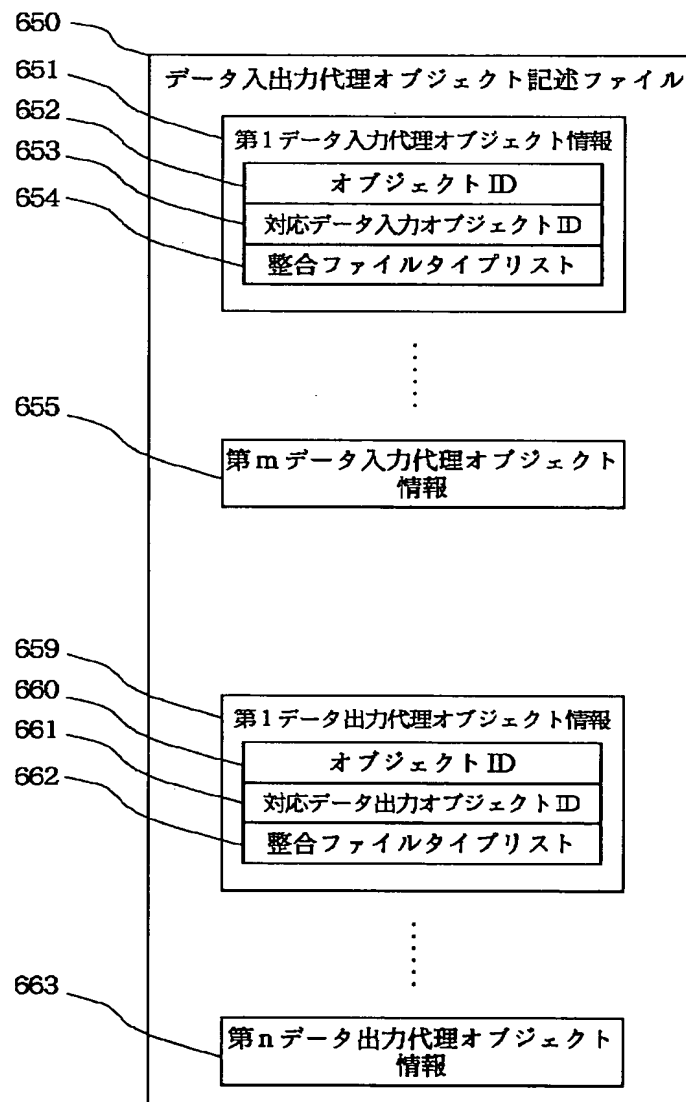 650
データ入出力代理オブジェクト記述ファイル
651
第1データ入力代理オブジェクト情報
652
オブジェクトID
653
対応データ入力オブジェクトID
654
整合ファイルタイプリスト
655
第mデータ入力代理オブジェクト
情報
659
第1データ出力代理オブジェクト情報
660
オブジェクトID
661
対応データ出力オブジェクトID
662
整合ファイルタイプリスト
663
第nデータ出力代理オブジェクト
情報